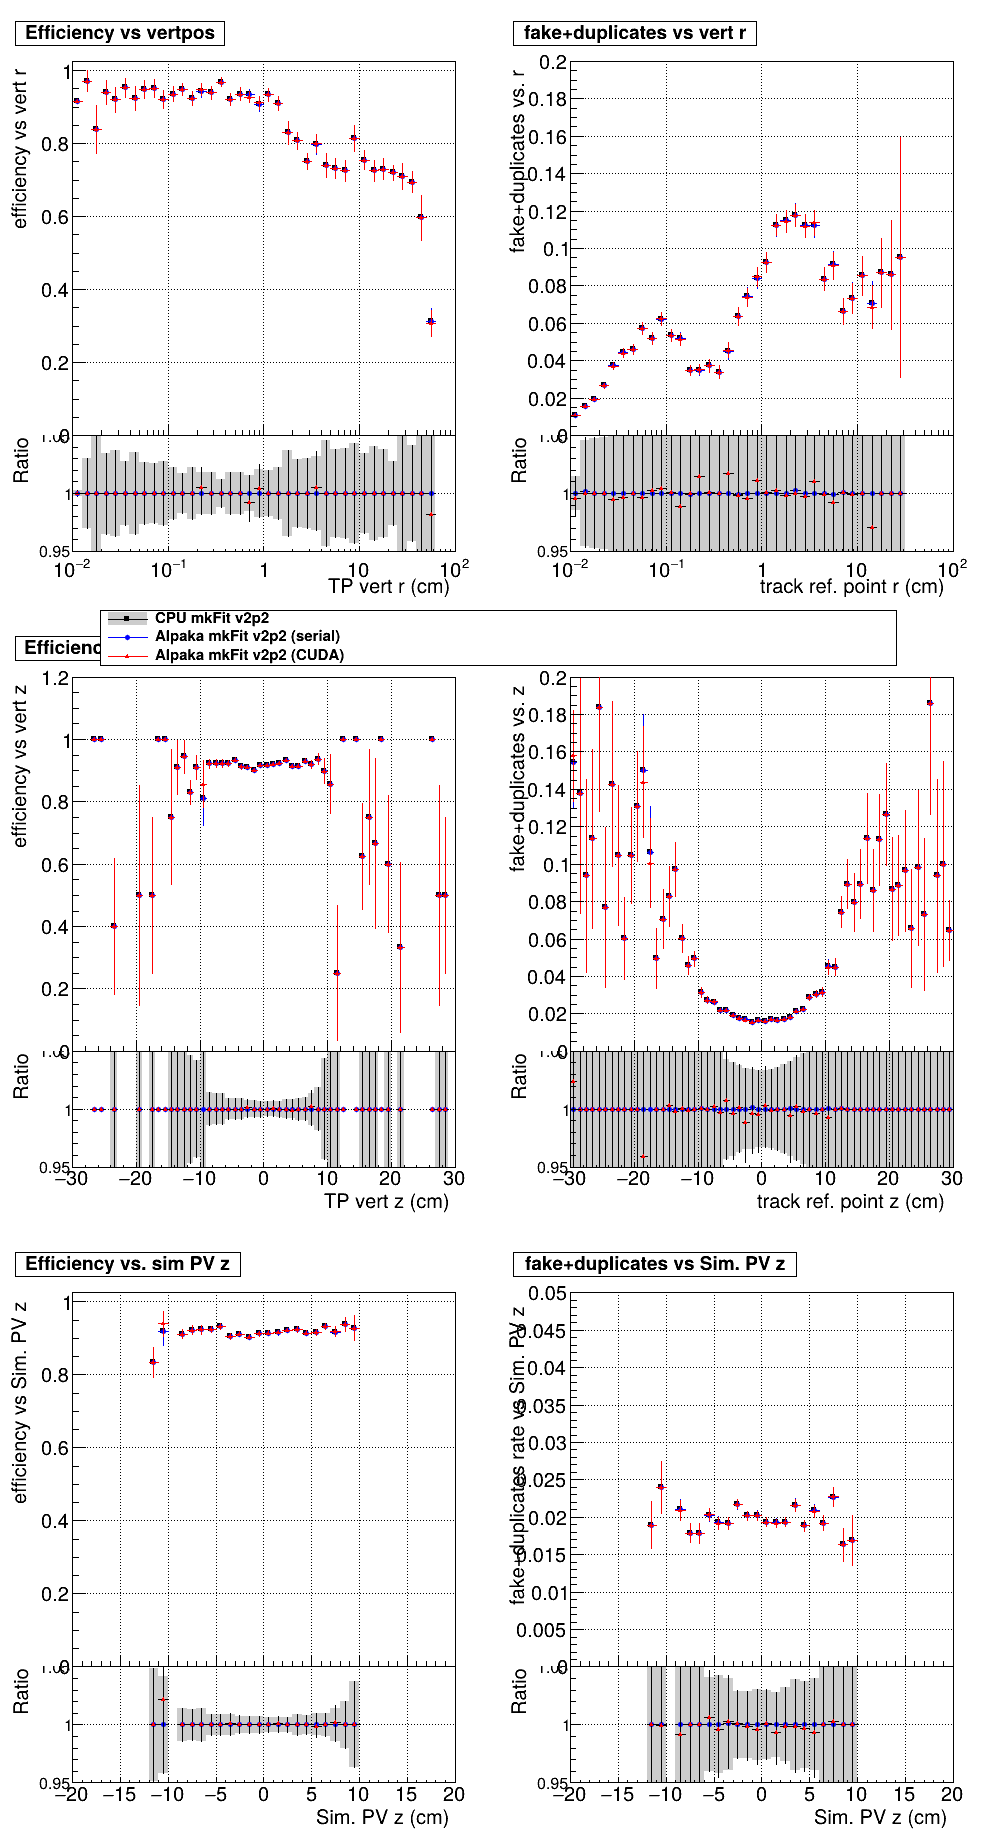 Efficiency vs vertpos
fake+duplicates vs vert r
efficiency vs vert r
1
0.8
0.6
0.4
0.2
0
Ratio
1
0.95
10⁻² 10⁻¹ 1 10 10²
TP vert r (cm)
fake+duplicates vs. r
0.2
0.18
0.16
0.14
0.12
0.1
0.08
0.06
0.04
0.02
0
Ratio
1
0.95
10⁻² 10⁻¹ 1 10 10²
track ref. point r (cm)
CPU mkFit v2p2
Alpaka mkFit v2p2 (serial)
Alpaka mkFit v2p2 (CUDA)
efficiency vs vert z
1.2
1
0.8
0.6
0.4
0.2
0
Ratio
1
0.95
−30 −20 −10 0 10 20 30
TP vert z (cm)
fake+duplicates vs. z
0.2
0.18
0.16
0.14
0.12
0.1
0.08
0.06
0.04
0.02
0
Ratio
1
0.95
−30 −20 −10 0 10 20 30
track ref. point z (cm)
Efficiency vs. sim PV z
fake+duplicates vs Sim. PV z
efficiency vs Sim. PV z
1
0.8
0.6
0.4
0.2
0
Ratio
1
0.95
−20 −15 −10 −5 0 5 10 15 20
Sim. PV z (cm)
fake+duplicates rate vs Sim. PV z
0.05
0.045
0.04
0.035
0.03
0.025
0.02
0.015
0.01
0.005
0
Ratio
1
0.95
−20 −15 −10 −5 0 5 10 15 20
Sim. PV z (cm)